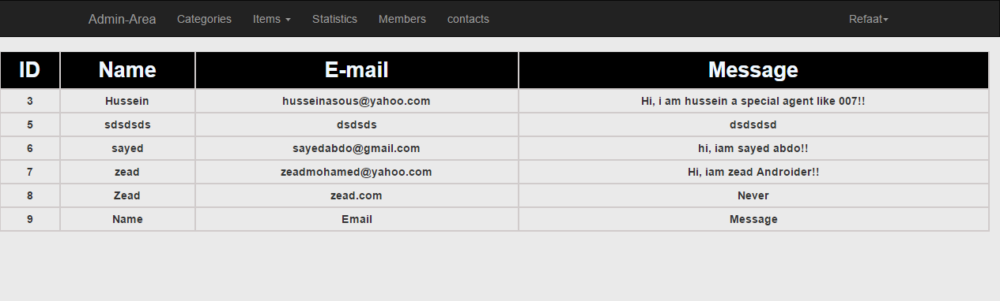 Admin-Area Categories Items Statistics Members contacts Refaat
ID Name E-mail Message
3 Hussein husseinasous@yahoo.com Hi, i am hussein a special agent like 007!!
5 sdsdsds dsdsds dsdsdsd
6 sayed sayedabdo@gmail.com hi, iam sayed abdo!!
7 zead zeadmohamed@yahoo.com Hi, iam zead Androider!!
8 Zead zead.com Never
9 Name Email Message